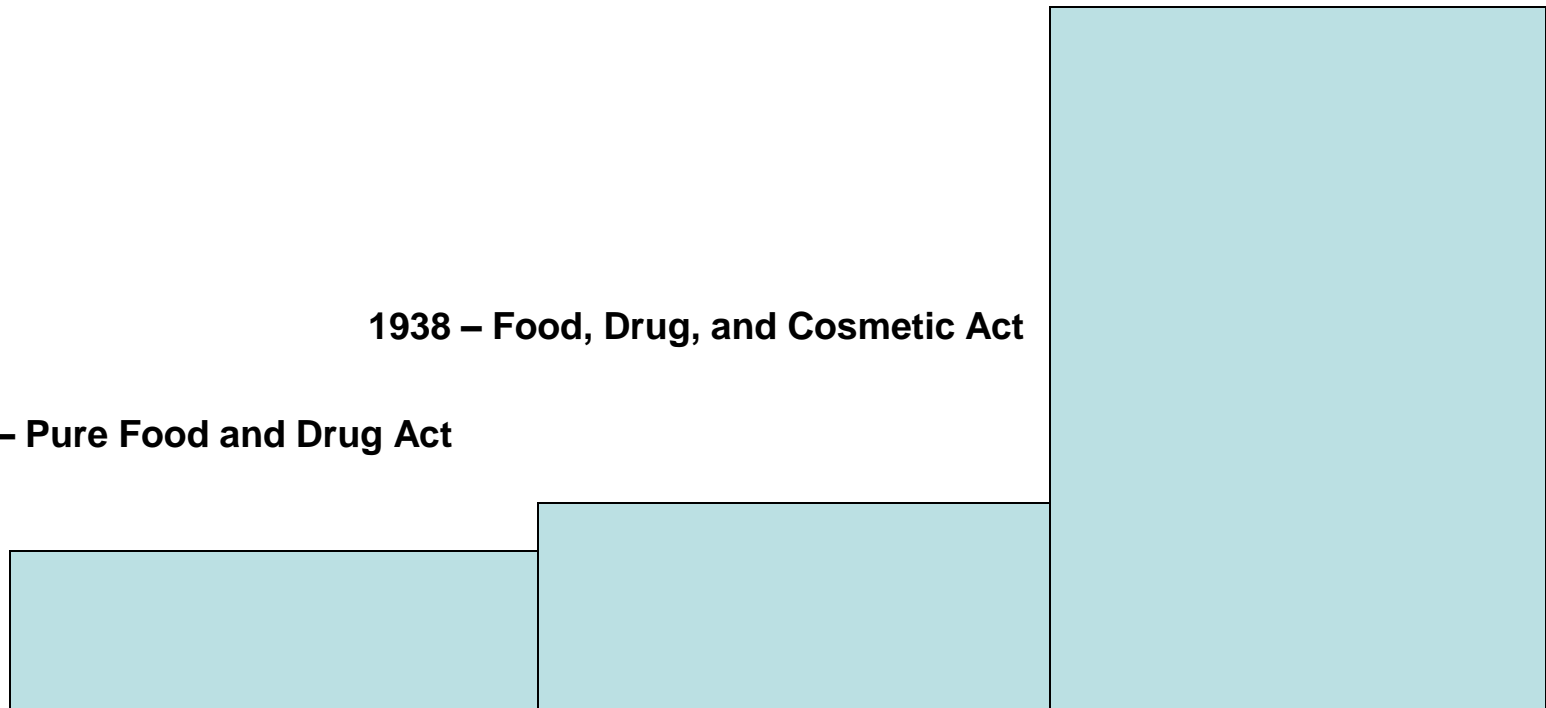 1938 – Food, Drug, and Cosmetic Act
– Pure Food and Drug Act